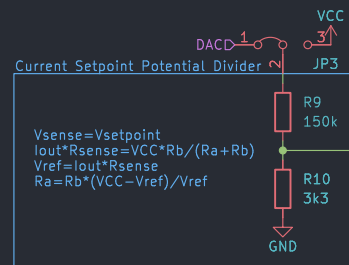 VCC
DAC 1 3
2 JP3
Current Setpoint Potential Divider
R9
150k
Vsense=Vsetpoint
Iout*Rsense=VCC*Rb/(Ra+Rb)
Vref=Iout*Rsense
Ra=Rb*(VCC-Vref)/Vref
R10
3k3
GND